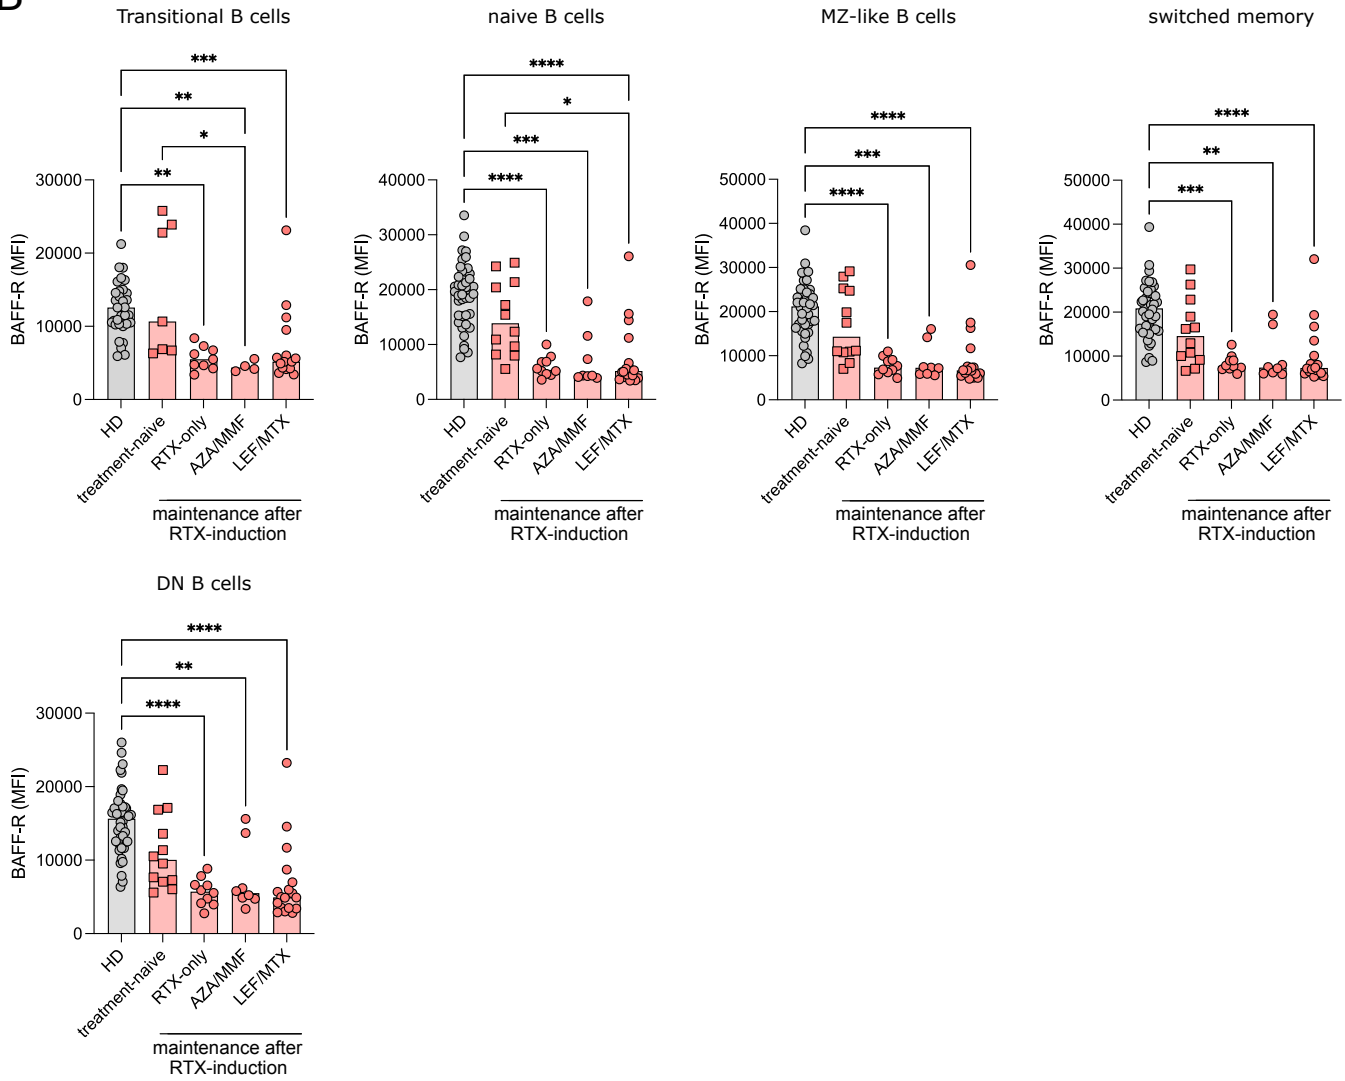 B
Transitional B cells
***
**
*
**
30000
20000
10000
0
BAFF-R (MFI)
HD
treatment-naive
RTX-only
AZA/MMF
LEF/MTX
maintenance after
RTX-induction
naive B cells
****
*
***
****
40000
30000
20000
10000
0
BAFF-R (MFI)
HD
treatment-naive
RTX-only
AZA/MMF
LEF/MTX
maintenance after
RTX-induction
MZ-like B cells
****
***
****
50000
40000
30000
20000
10000
0
BAFF-R (MFI)
HD
treatment-naive
RTX-only
AZA/MMF
LEF/MTX
maintenance after
RTX-induction
switched memory
****
**
***
50000
40000
30000
20000
10000
0
BAFF-R (MFI)
HD
treatment-naive
RTX-only
AZA/MMF
LEF/MTX
maintenance after
RTX-induction
DN B cells
****
**
****
30000
20000
10000
0
BAFF-R (MFI)
HD
treatment-naive
RTX-only
AZA/MMF
LEF/MTX
maintenance after
RTX-induction